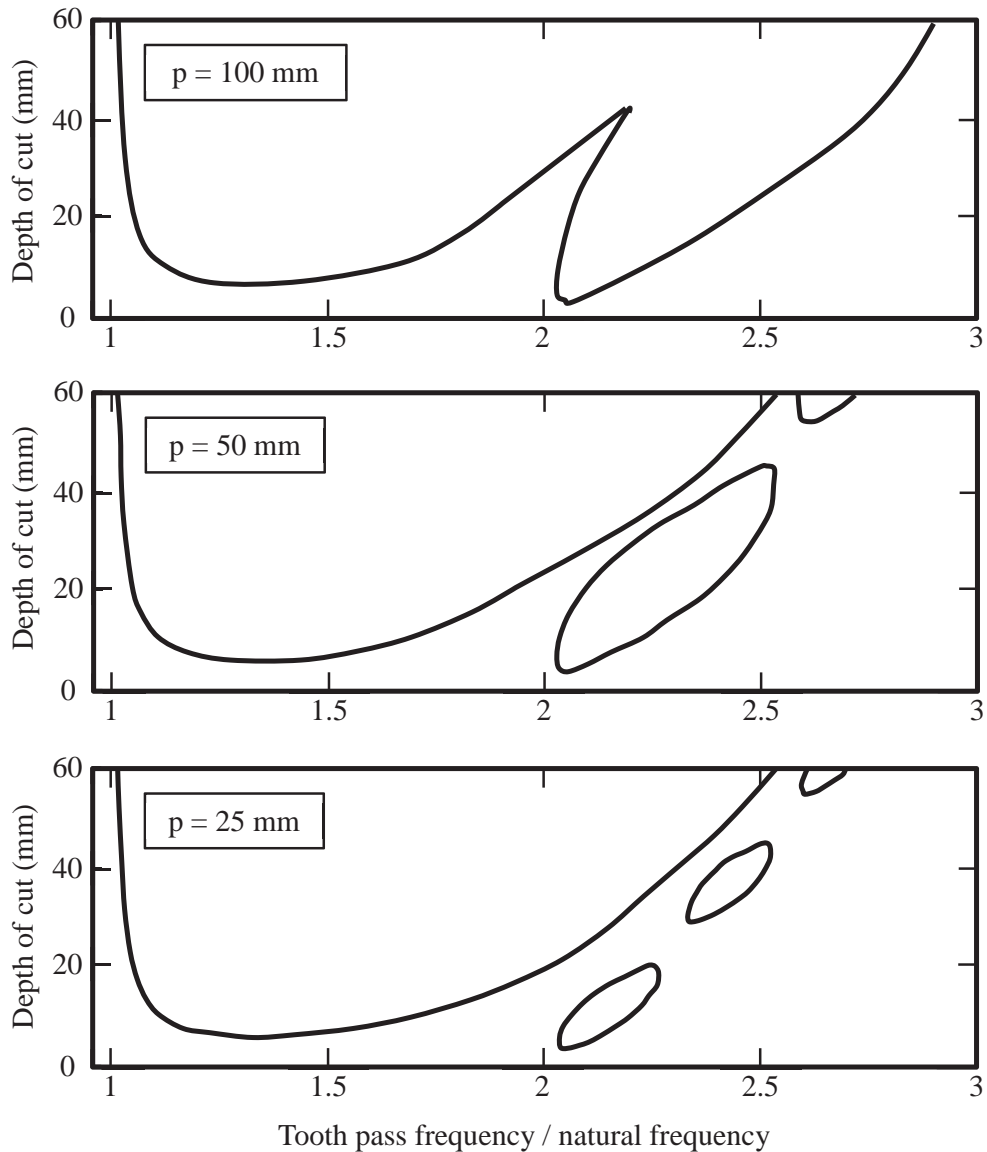 60
p = 100 mm
40
20
0
Depth of cut (mm)
1 1.5 2 2.5 3
60
p = 50 mm
40
20
0
Depth of cut (mm)
1 1.5 2 2.5 3
60
p = 25 mm
40
20
0
Depth of cut (mm)
1 1.5 2 2.5 3
Tooth pass frequency / natural frequency